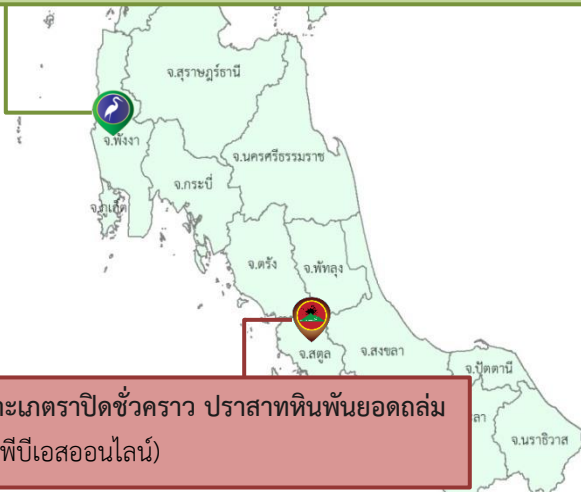 จ.สุราษฎร์ธานี
จ.พังงา
จ.นครศรีธรรมราช
จ.กระบี่
จ.ภูเก็ต
จ.ตรัง
จ.พัทลุง
จ.สตูล
จ.สงขลา
จ.ปัตตานี
ลา
จ.นราธิวาส
าะเภตราปิดชั่วคราว ปราสาทหินพันยอดถล่ม
พีบีเอสออนไลน์)